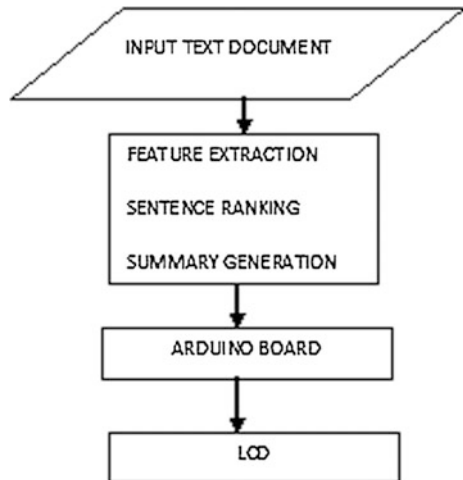 INPUT TEXT DOCUMENT
FEATURE EXTRACTION
SENTENCE RANKING
SUMMARY GENERATION
ARDUINO BOARD
LCD